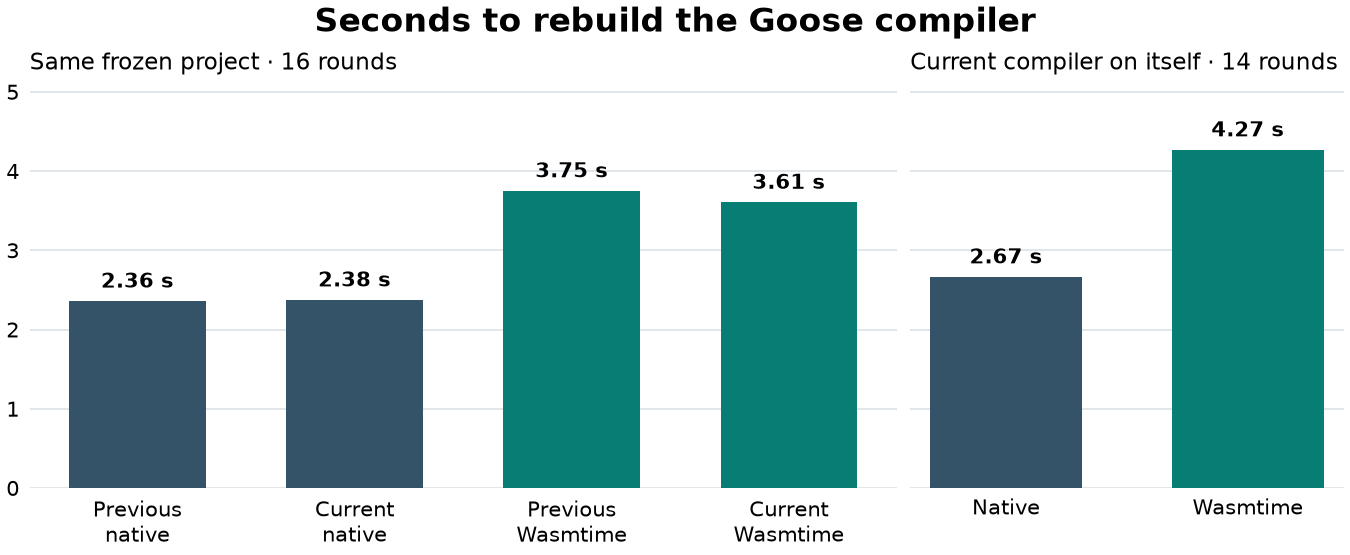 Seconds to rebuild the Goose compiler
Same frozen project · 16 rounds
5
4
3
2
1
0
2.36 s
2.38 s
3.75 s
3.61 s
Previous
native
Current
native
Previous
Wasmtime
Current
Wasmtime
Current compiler on itself · 14 rounds
2.67 s
4.27 s
Native
Wasmtime